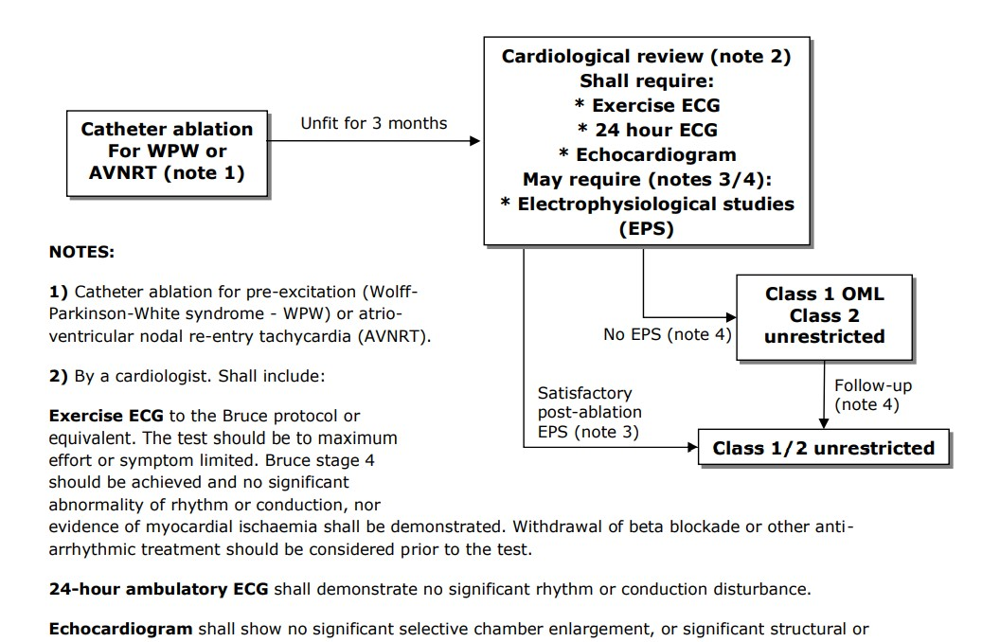 Cardiological review (note 2)
Shall require:
* Exercise ECG
* 24 hour ECG
* Echocardiogram
May require (notes 3/4):
* Electrophysiological studies
(EPS)
Catheter ablation
For WPW or
AVNRT (note 1)
Unfit for 3 months
NOTES:
1) Catheter ablation for pre-excitation (Wolff-
Parkinson-White syndrome - WPW) or atrio-
ventricular nodal re-entry tachycardia (AVNRT).
2) By a cardiologist. Shall include:
Class 1 OML
Class 2
unrestricted
No EPS (note 4)
Satisfactory
post-ablation
EPS (note 3)
Follow-up
(note 4)
Class 1/2 unrestricted
Exercise ECG to the Bruce protocol or
equivalent. The test should be to maximum
effort or symptom limited. Bruce stage 4
should be achieved and no significant
abnormality of rhythm or conduction, nor
evidence of myocardial ischaemia shall be demonstrated. Withdrawal of beta blockade or other anti-
arrhythmic treatment should be considered prior to the test.
24-hour ambulatory ECG shall demonstrate no significant rhythm or conduction disturbance.
Echocardiogram shall show no significant selective chamber enlargement, or significant structural or